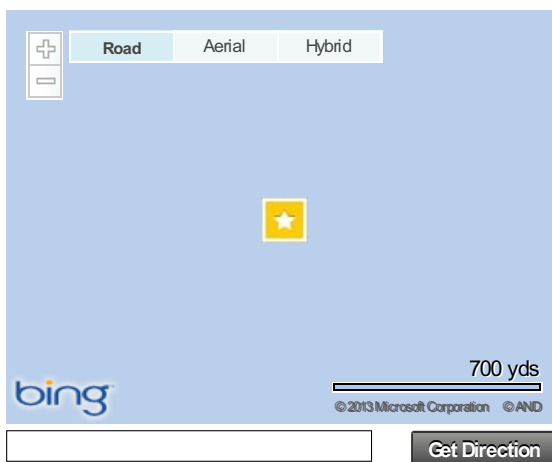 Road Aerial Hybrid
700 yds
bing
© 2013 Microsoft Corporation © AND
Get Direction